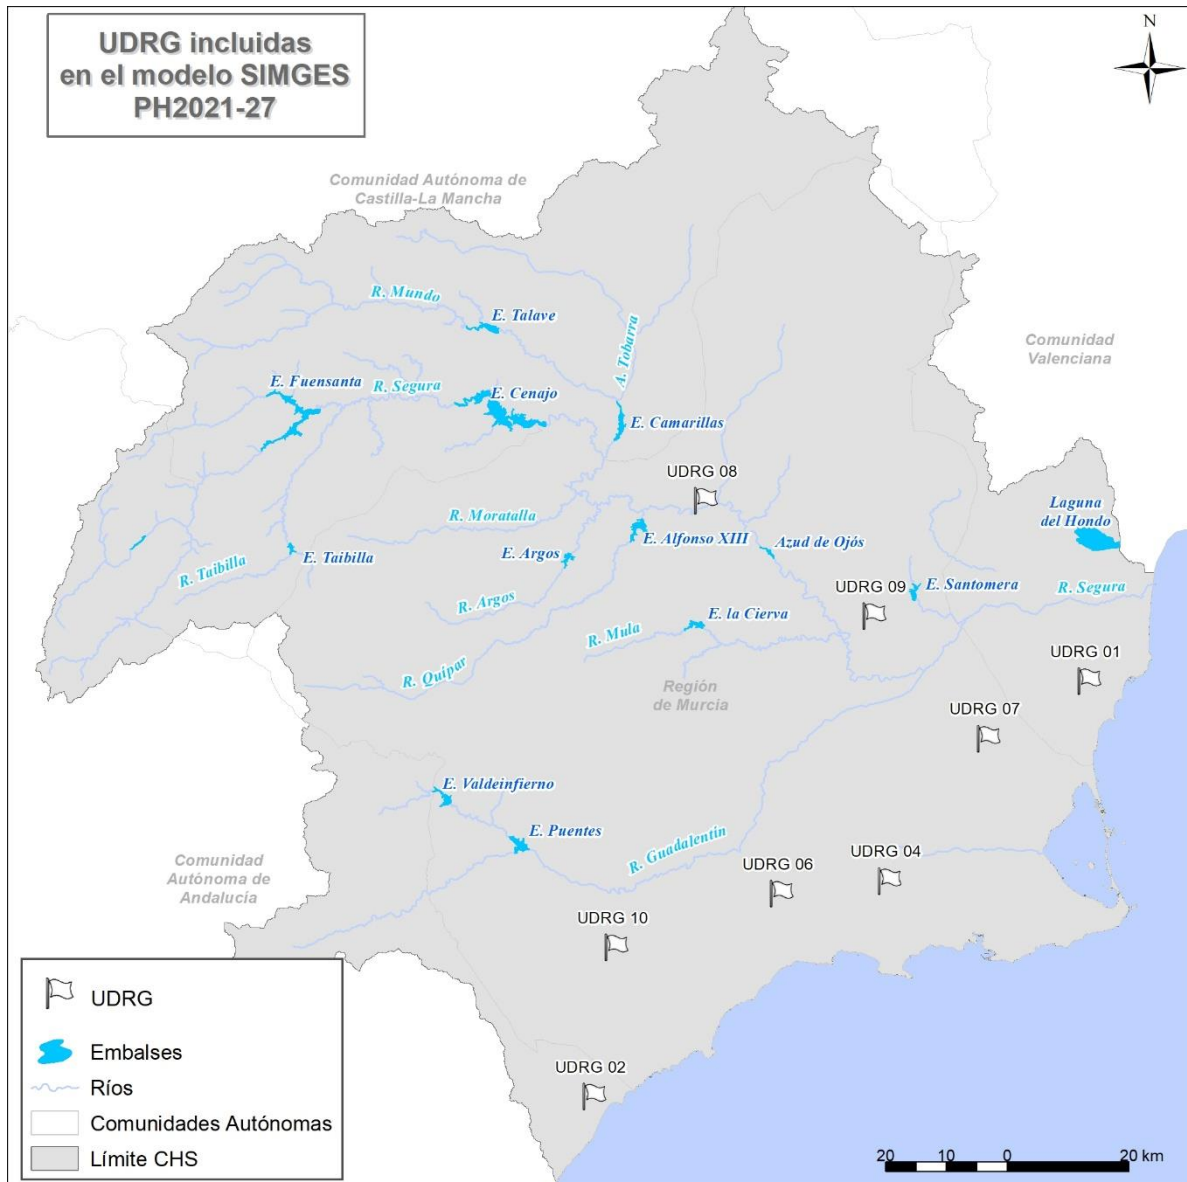 UDRG incluidas
en el modelo SIMGES
PH2021-27
N
Comunidad Autónoma de
Castilla-La Mancha
R. Mundo
E. Talave
A. Tobarra
Comunidad
Valenciana
E. Fuensanta
R. Segura
E. Cenajo
E. Camarillas
UDRG 08
Laguna
del Hondo
R. Moratalla
E. Alfonso XIII
Azud de Ojós
E. Argos
E. Taibilla
R. Taibilla
UDRG 09
E. Santomera
R. Segura
R. Argos
E. la Cierva
R. Mula
UDRG 01
R. Quipar
Región
de Murcia
UDRG 07
E. Valdeinfierno
E. Puentes
R. Guadalentín
UDRG 04
UDRG 06
Comunidad
Autónoma de
Andalucía
UDRG 10
UDRG
Embalses
Ríos
Comunidades Autónomas
Límite CHS
UDRG 02
20 10 0 20 km